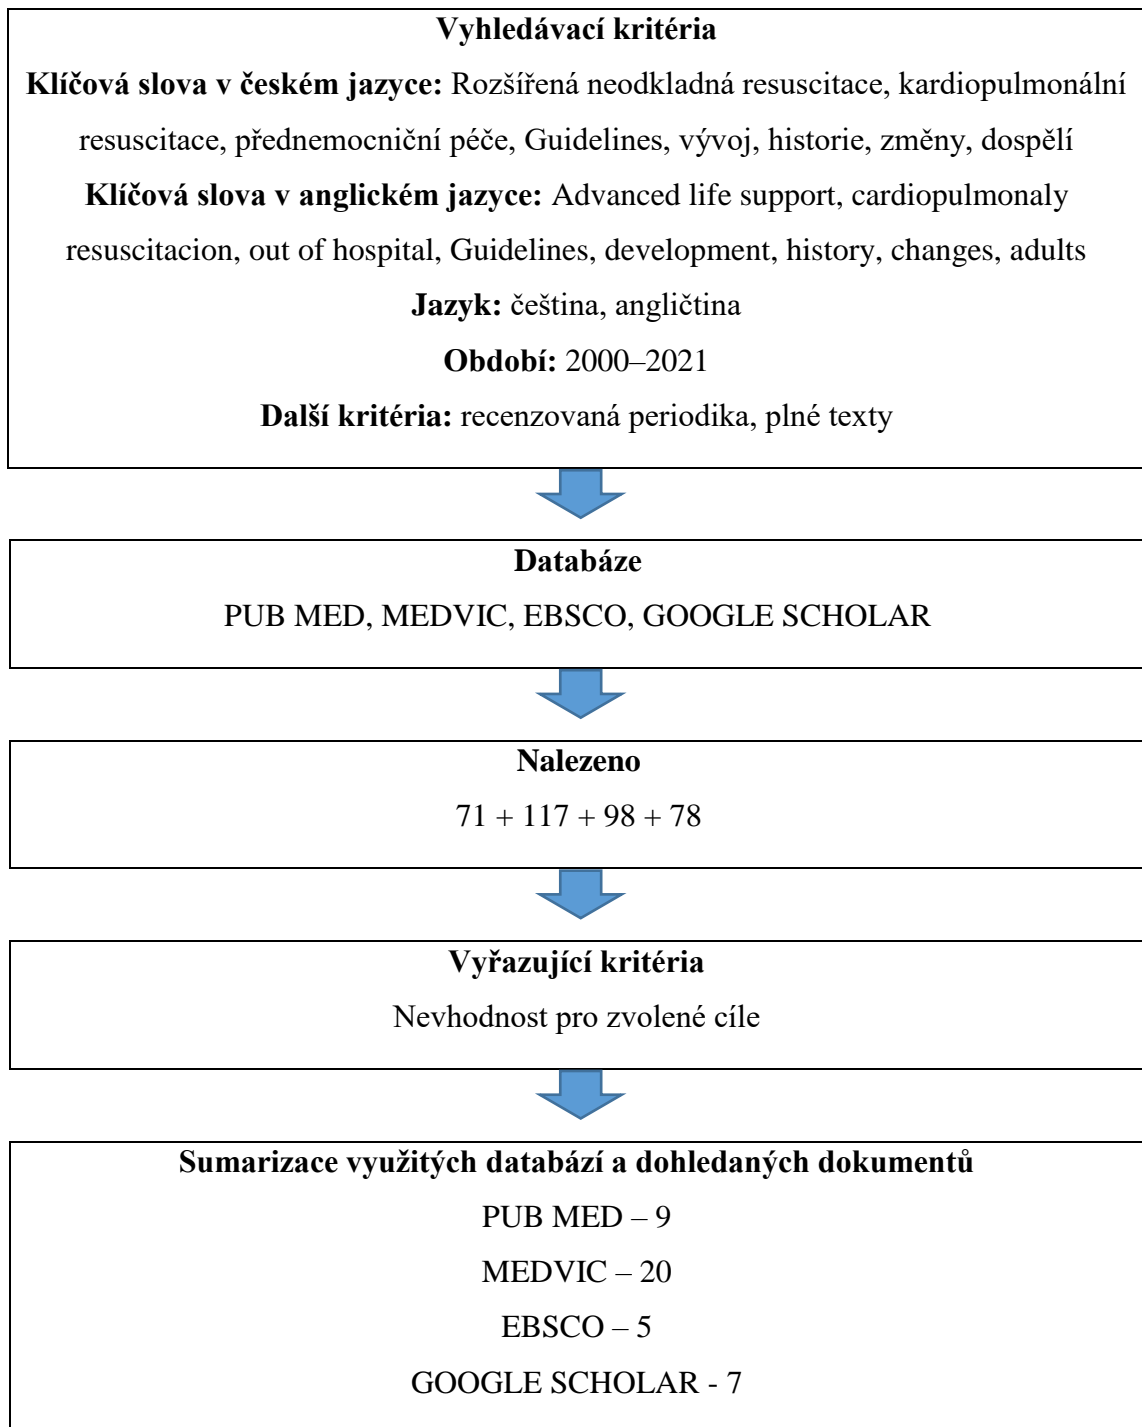 Vyhledávací kritéria
Klíčová slova v českém jazyce: Rozšířená neodkladná resuscitace, kardiopulmonální
resuscitace, přednemocniční péče, Guidelines, vývoj, historie, změny, dospělí
Klíčová slova v anglickém jazyce: Advanced life support, cardiopulmonaly
resuscitacion, out of hospital, Guidelines, development, history, changes, adults
Jazyk: čeština, angličtina
Období: 2000–2021
Další kritéria: recenzovaná periodika, plné texty
Databáze
PUB MED, MEDVIC, EBSCO, GOOGLE SCHOLAR
Nalezeno
71 + 117 + 98 + 78
Vyřazující kritéria
Nevhodnost pro zvolené cíle
Sumarizace využitých databází a dohledaných dokumentů
PUB MED – 9
MEDVIC – 20
EBSCO – 5
GOOGLE SCHOLAR - 7